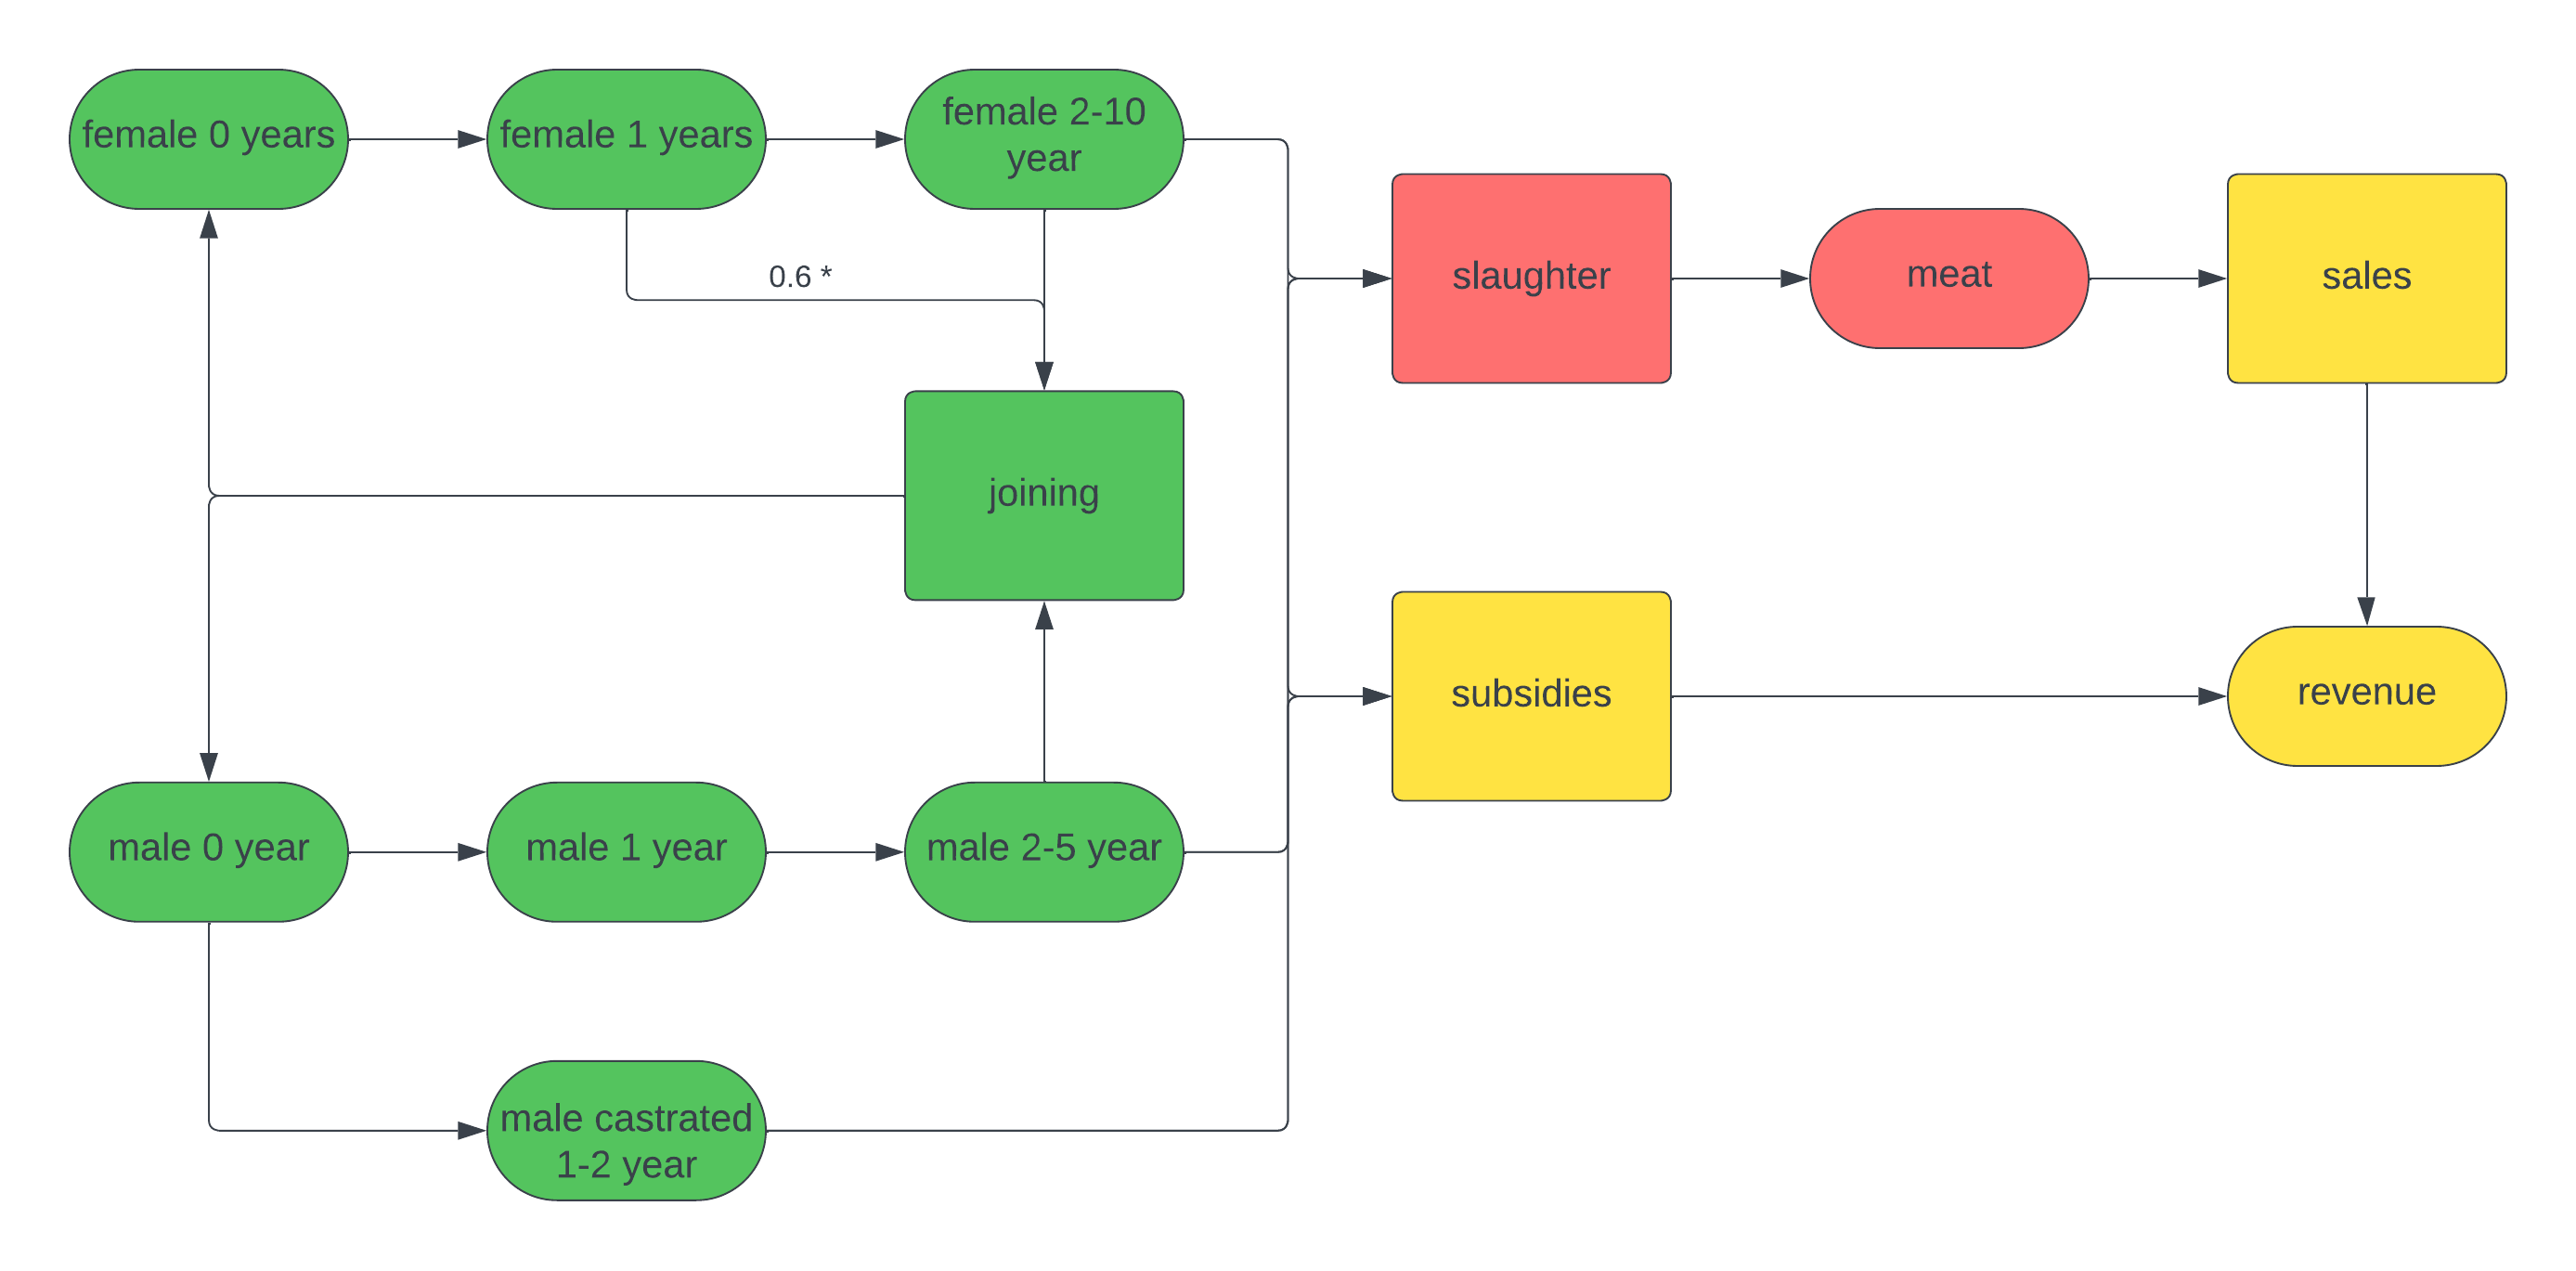 female 0 years
female 1 years
female 2-10
year
0.6 *
slaughter
meat
sales
joining
subsidies
revenue
male 0 year
male 1 year
male 2-5 year
male castrated
1-2 year